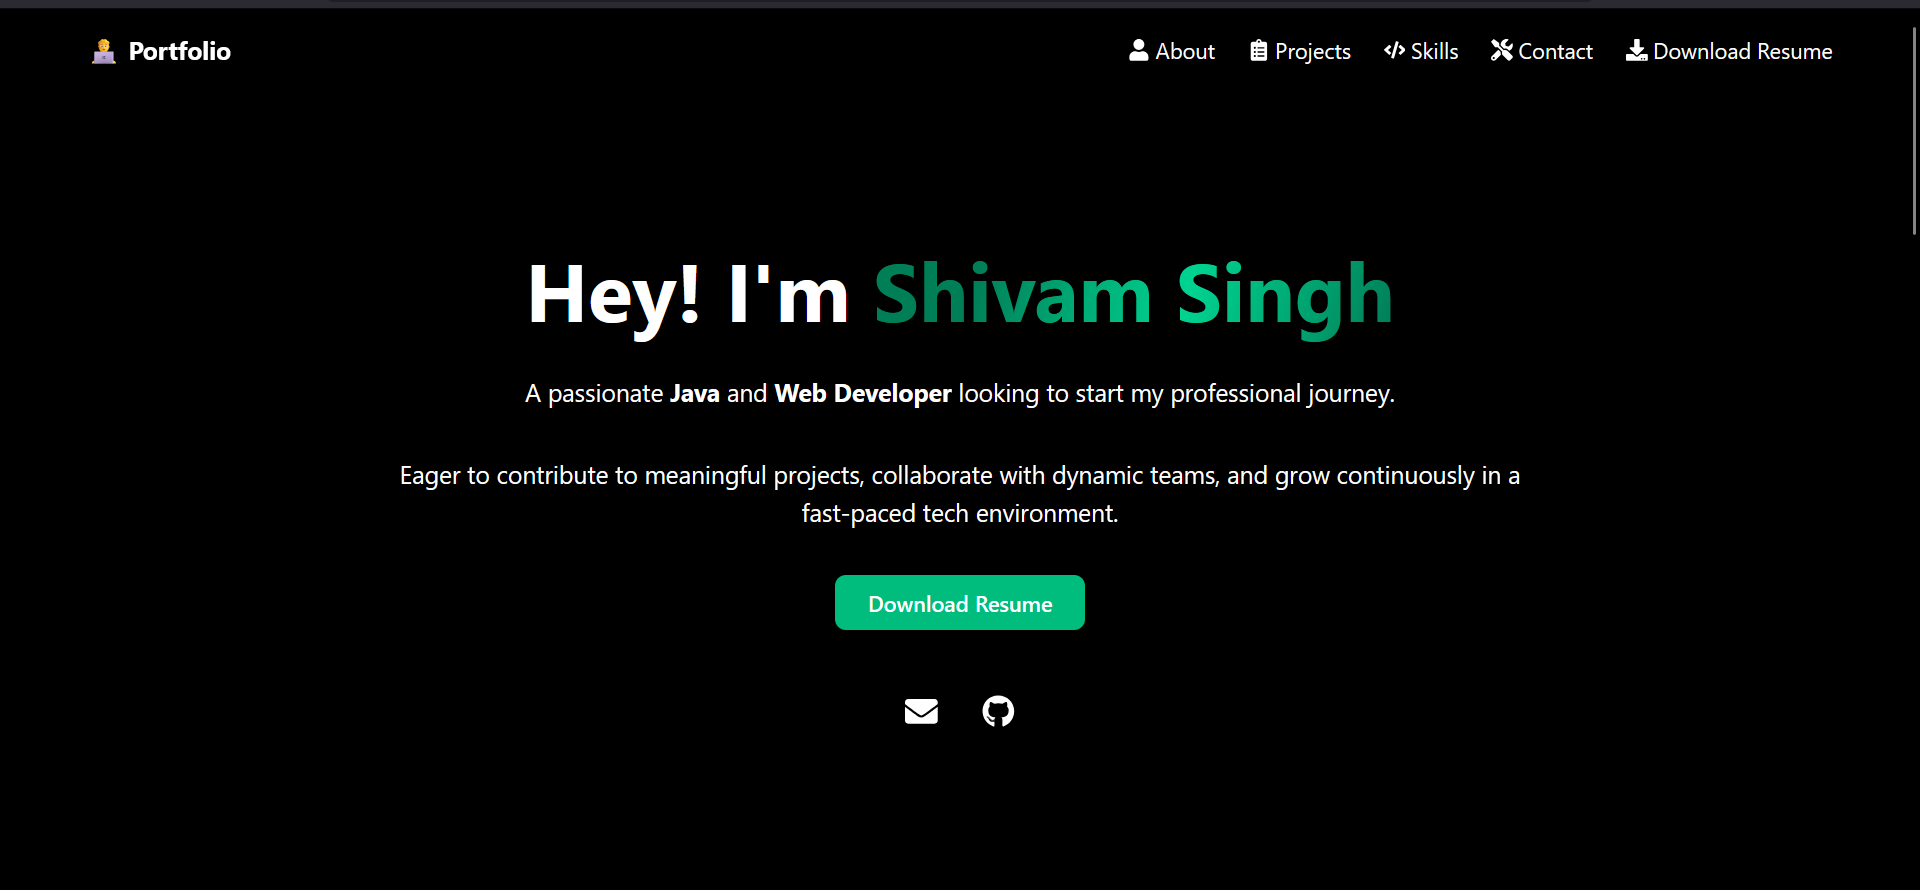 Portfolio
About Projects Skills Contact Download Resume
Hey! I'm Shivam Singh
A passionate Java and Web Developer looking to start my professional journey.
Eager to contribute to meaningful projects, collaborate with dynamic teams, and grow continuously in a
fast-paced tech environment.
Download Resume